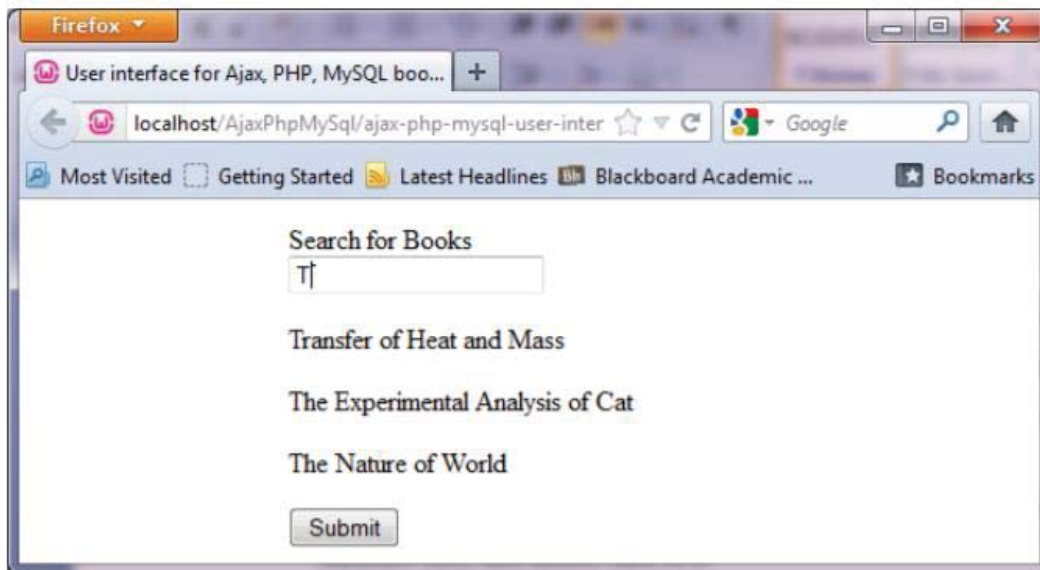 Firefox
User interface for Ajax, PHP, MySQL boo... +
localhost/AjaxPhpMySql/ajax-php-mysql-user-inter Google
Most Visited Getting Started Latest Headlines Bb Blackboard Academic ... Bookmarks
Search for Books
T
Transfer of Heat and Mass
The Experimental Analysis of Cat
The Nature of World
Submit